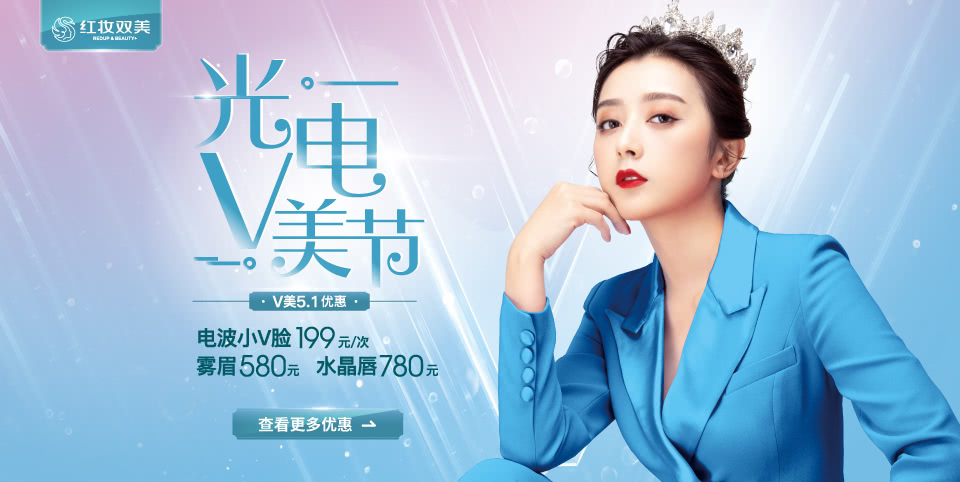 红妆双美
REDUP & BEAUTY+
光电
V美节
·V美5.1优惠·
电波小V脸199元/次
雾眉580元 水晶唇780元
查看更多优惠